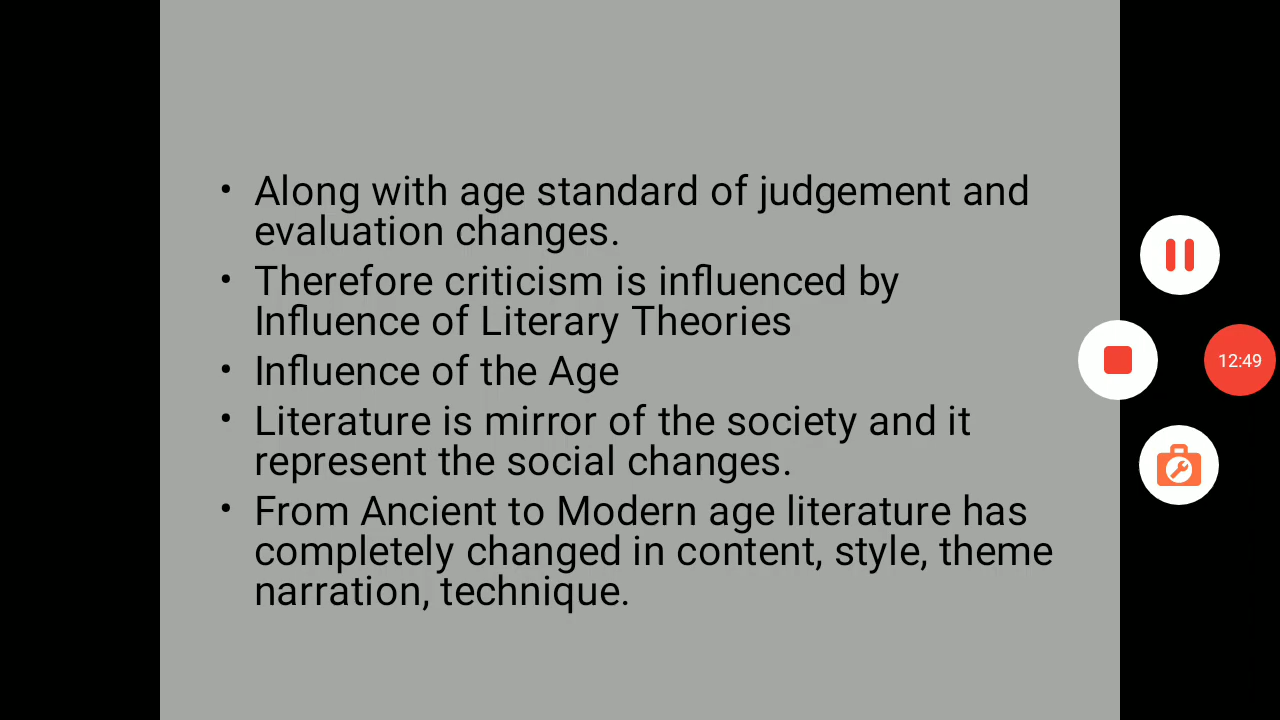 • Along with age standard of judgement and
evaluation changes.
• Therefore criticism is influenced by
Influence of Literary Theories
• Influence of the Age
• Literature is mirror of the society and it
represent the social changes.
• From Ancient to Modern age literature has
completely changed in content, style, theme
narration, technique.
12:49